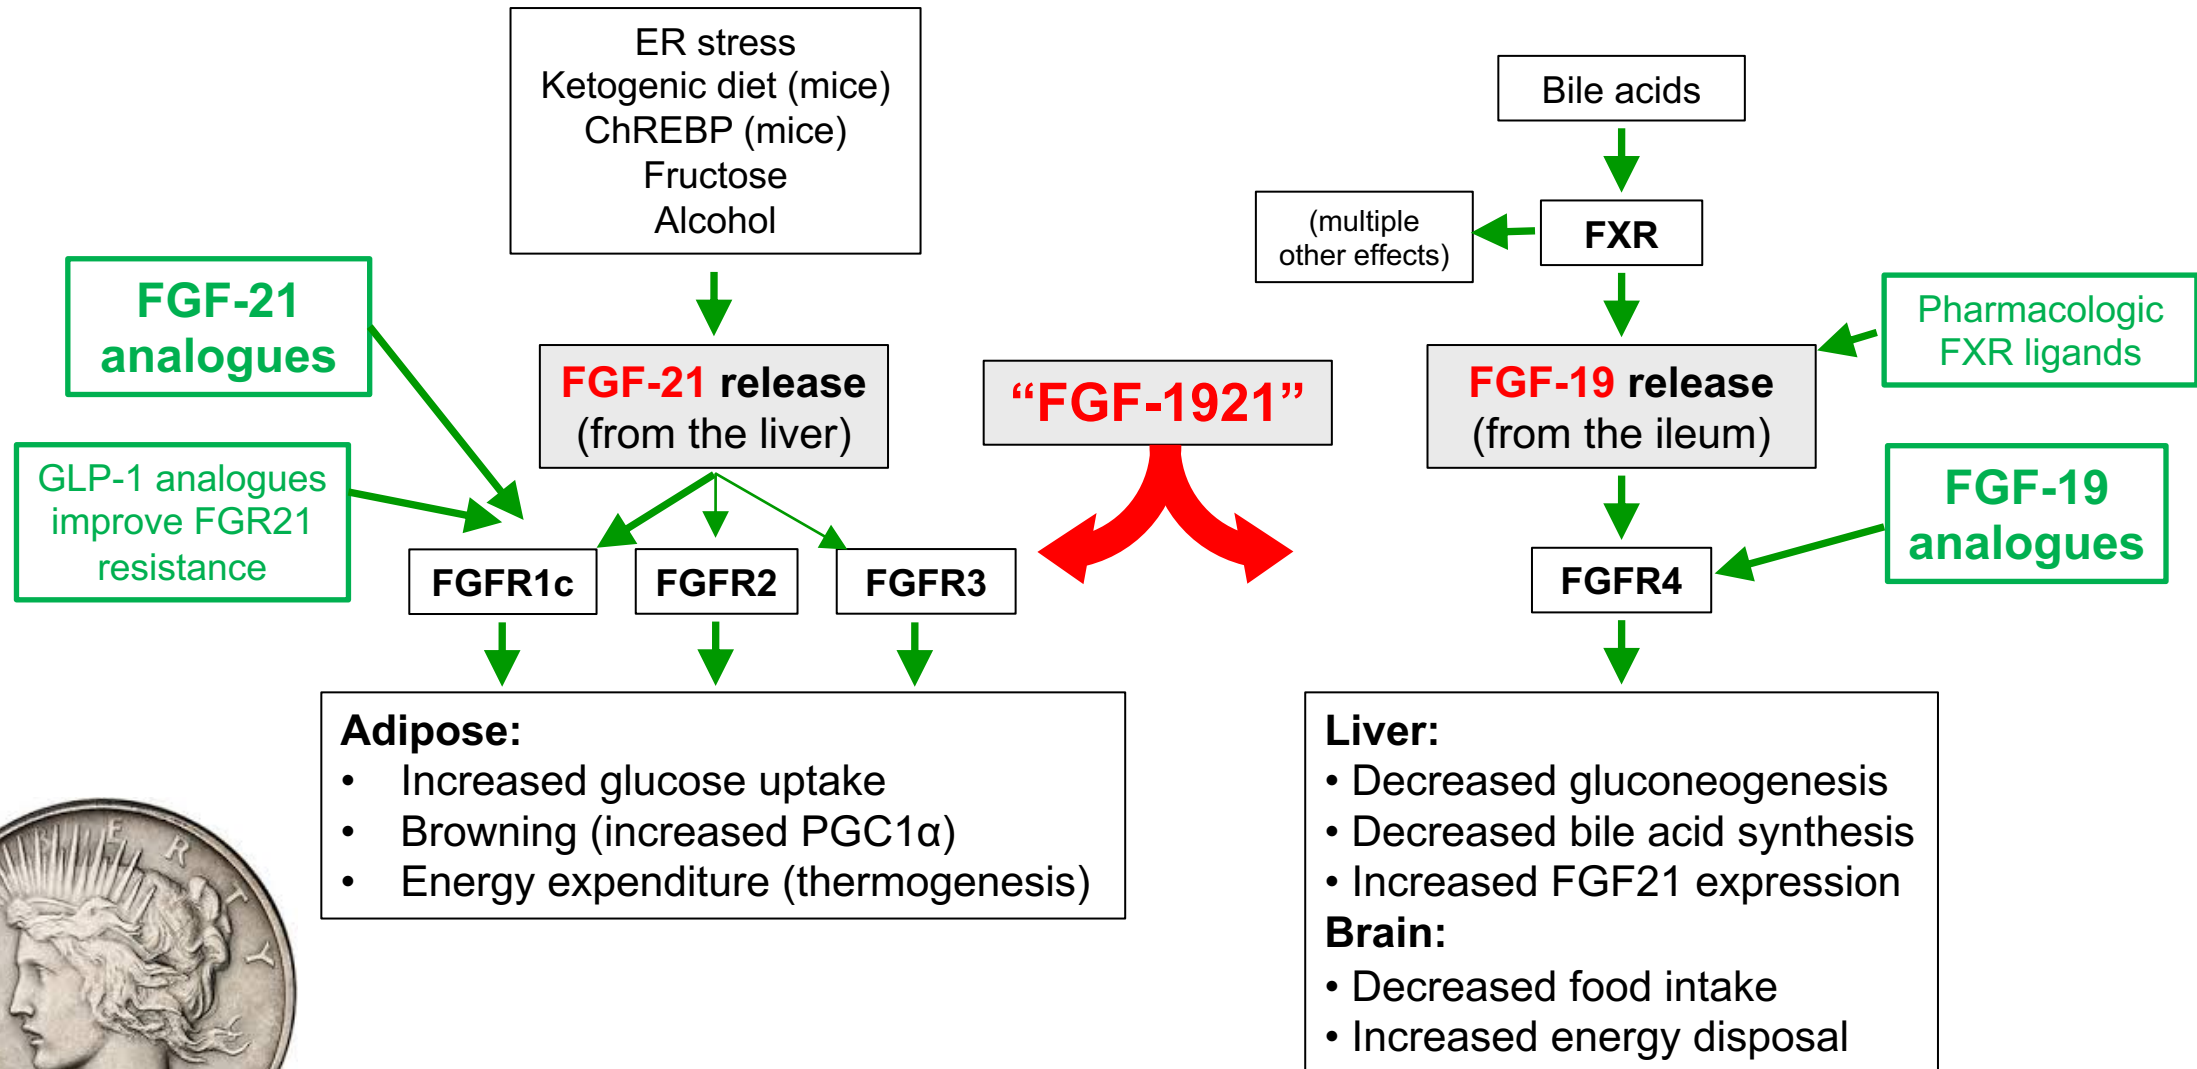 ER stress
Ketogenic diet (mice)
ChREBP (mice)
Fructose
Alcohol
Bile acids
(multiple
other effects)
FXR
FGF-21
analogues
Pharmacologic
FXR ligands
FGF-21 release
(from the liver)
“FGF-1921”
FGF-19 release
(from the ileum)
GLP-1 analogues
improve FGR21
resistance
FGF-19
analogues
FGFR1c
FGFR2
FGFR3
FGFR4
Adipose:
• Increased glucose uptake
• Browning (increased PGC1α)
• Energy expenditure (thermogenesis)
Liver:
• Decreased gluconeogenesis
• Decreased bile acid synthesis
• Increased FGF21 expression
Brain:
• Decreased food intake
• Increased energy disposal